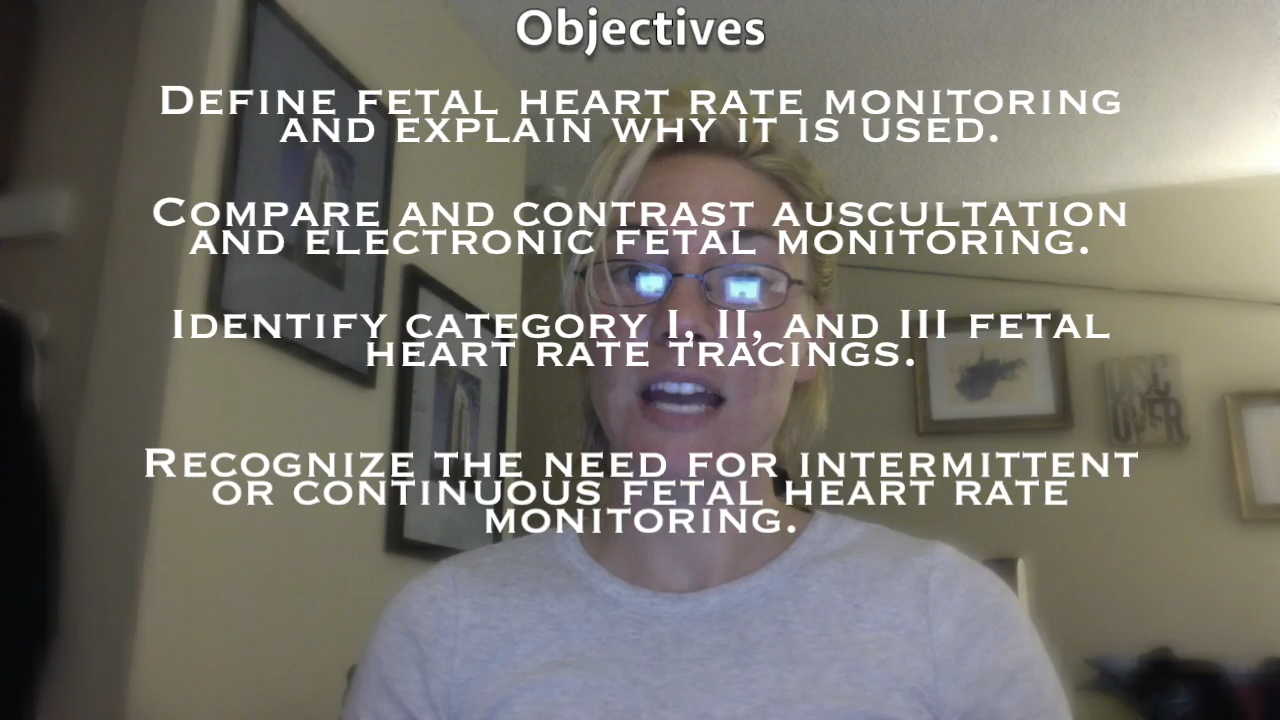 Objectives
Define fetal heart rate monitoring
and explain why it is used.
Compare and contrast auscultation
and electronic fetal monitoring.
Identify category I, II, and III fetal
heart rate tracings.
Recognize the need for intermittent
or continuous fetal heart rate
monitoring.